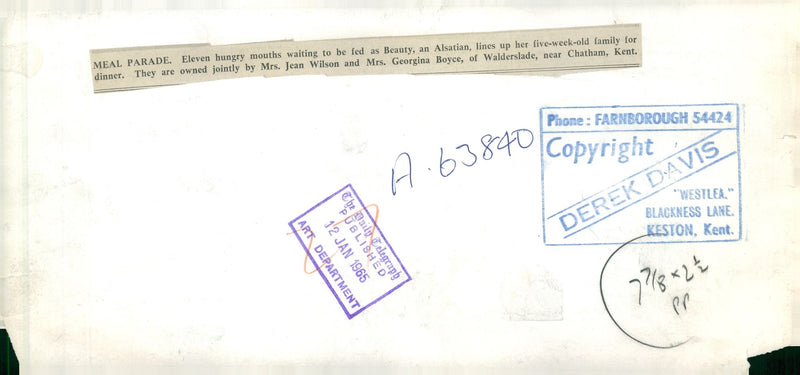 MEAL PARADE. Eleven hungry mouths waiting to be fed as Beauty, an Alsatian, lines up her five-week-old family for
dinner. They are owned jointly by Mrs. Jean Wilson and Mrs. Georgina Boyce, of Walderslade, near Chatham, Kent.
A.63840
The Daily Telegraph
PUBLISHED
12 JAN 1965
ART DEPARTMENT
Phone : FARNBOROUGH 54424
Copyright
DEREK DAVIS
"WESTLEA."
BLACKNESS LANE.
KESTON, Kent.
7 7/8 × 2 ½
PP